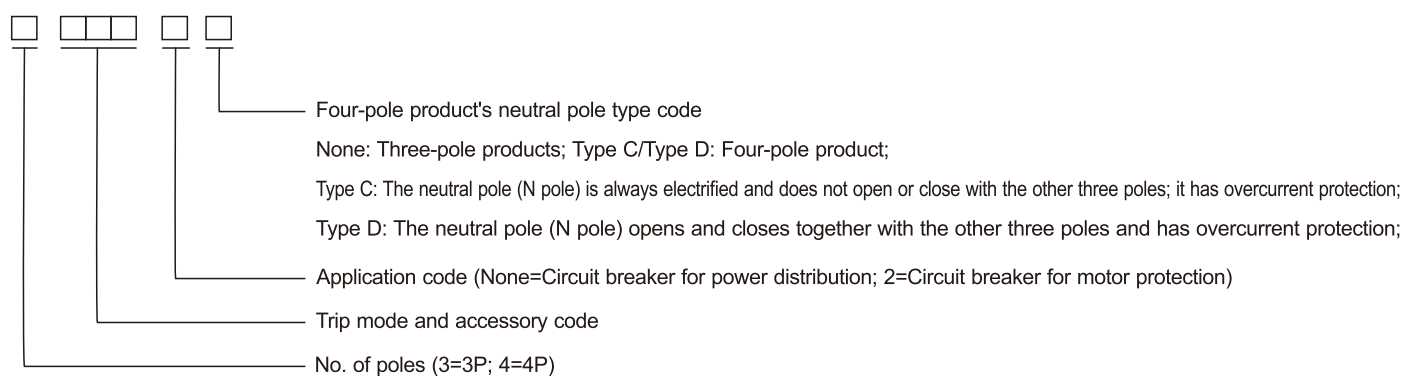 Four-pole product's neutral pole type code
None: Three-pole products; Type C/Type D: Four-pole product;
Type C: The neutral pole (N pole) is always electrified and does not open or close with the other three poles; it has overcurrent protection;
Type D: The neutral pole (N pole) opens and closes together with the other three poles and has overcurrent protection;
Application code (None=Circuit breaker for power distribution; 2=Circuit breaker for motor protection)
Trip mode and accessory code
No. of poles (3=3P; 4=4P)